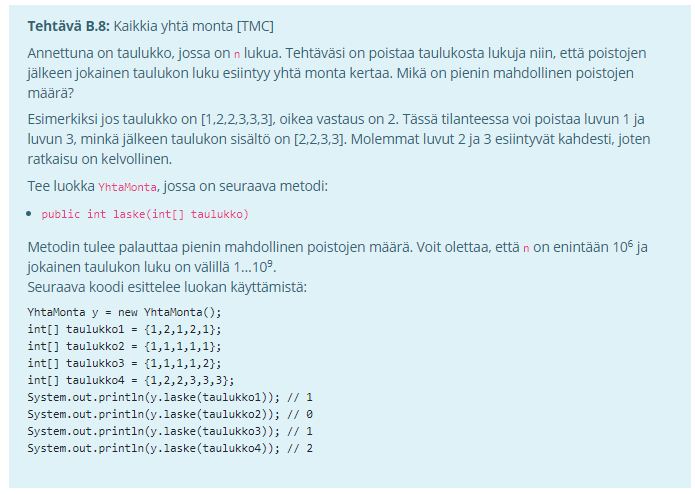 Tehtävä B.8: Kaikkia yhtä monta [TMC]
Annettuna on taulukko, jossa on n lukua. Tehtäväsi on poistaa taulukosta lukuja niin, että poistojen
jälkeen jokainen taulukon luku esiintyy yhtä monta kertaa. Mikä on pienin mahdollinen poistojen
määrä?
Esimerkiksi jos taulukko on [1,2,2,3,3,3], oikea vastaus on 2. Tässä tilanteessa voi poistaa luvun 1 ja
luvun 3, minkä jälkeen taulukon sisältö on [2,2,3,3]. Molemmat luvut 2 ja 3 esiintyvät kahdesti, joten
ratkaisu on kelvollinen.
Tee luokka YhtaMonta, jossa on seuraava metodi:
• public int laske(int[] taulukko)
Metodin tulee palauttaa pienin mahdollinen poistojen määrä. Voit olettaa, että n on enintään 10⁶ ja
jokainen taulukon luku on välillä 1...10⁹.
Seuraava koodi esittelee luokan käyttämistä:
YhtaMonta y = new YhtaMonta();
int[] taulukko1 = {1,2,1,2,1};
int[] taulukko2 = {1,1,1,1,1};
int[] taulukko3 = {1,1,1,1,2};
int[] taulukko4 = {1,2,2,3,3,3};
System.out.println(y.laske(taulukko1)); // 1
System.out.println(y.laske(taulukko2)); // 0
System.out.println(y.laske(taulukko3)); // 1
System.out.println(y.laske(taulukko4)); // 2